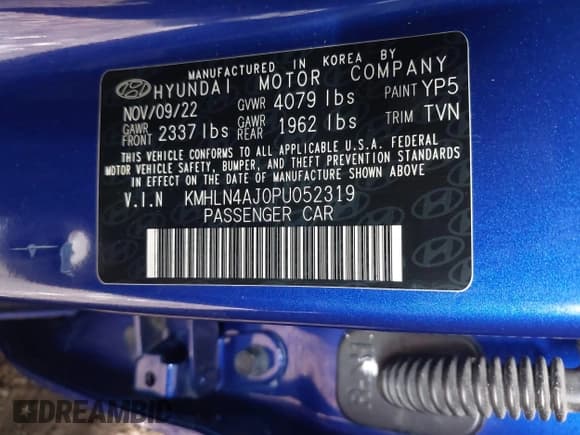 MANUFACTURED IN KOREA BY
HYUNDAI MOTOR COMPANY
NOV/09/22 GVWR 4079 lbs PAINT YP5
GAWR FRONT 2337 lbs GAWR REAR 1962 lbs TRIM TVN
THIS VEHICLE CONFORMS TO ALL APPLICABLE U.S.A. FEDERAL
MOTOR VEHICLE SAFETY, BUMPER, AND THEFT PREVENTION STANDARDS
IN EFFECT ON THE DATE OF MANUFACTURE SHOWN ABOVE
V.I.N KMHLN4AJ0PU052319
PASSENGER CAR
DREAMBID